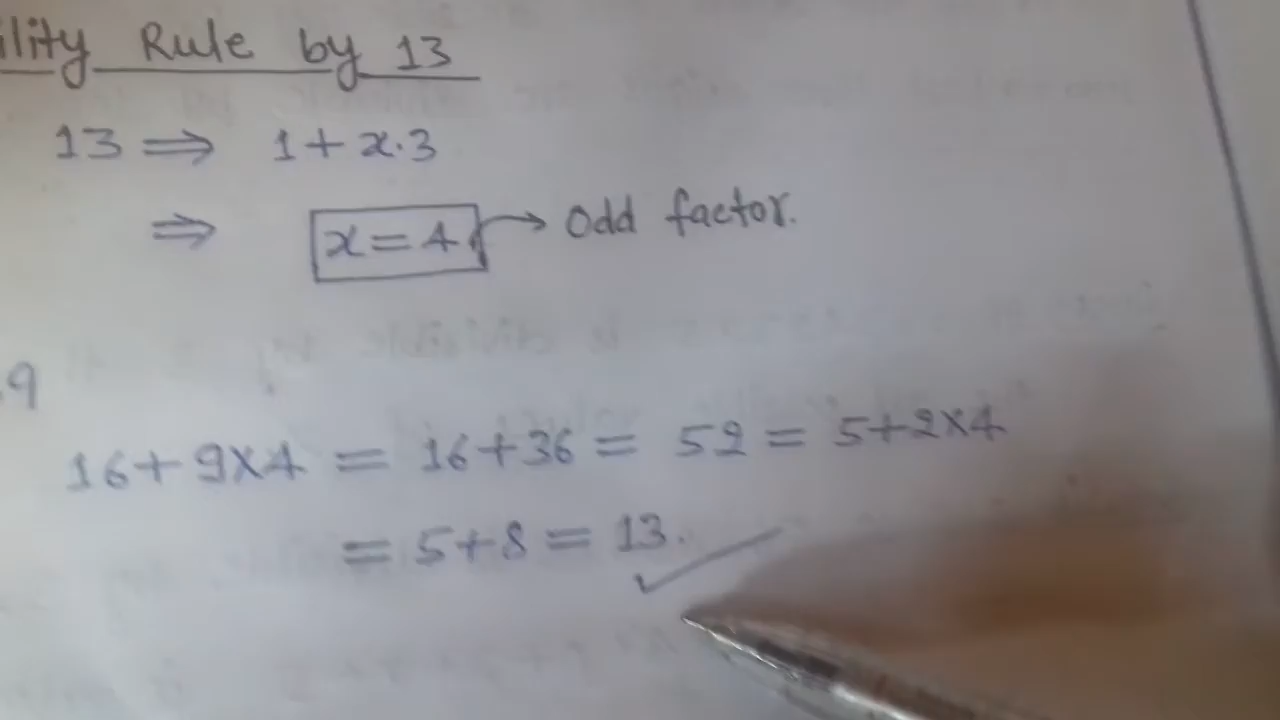 ility Rule by 13
13 ⇒ 1+x·3
⇒ x=4 → Odd factor.
9
16+9×4 = 16+36 = 52 = 5+2×4
= 5+8 = 13. ✓